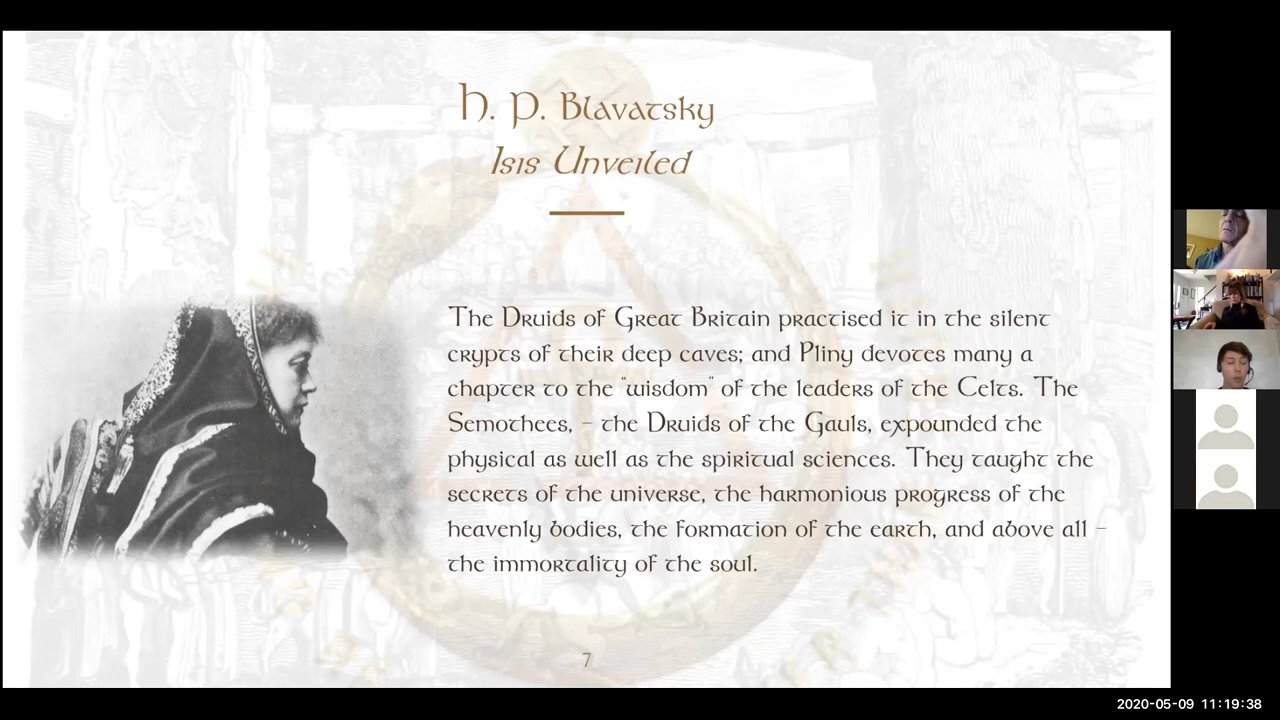 H. P. Blavatsky
Isis Unveiled
The Druids of Great Britain practised it in the silent
crypts of their deep caves; and Pliny devotes many a
chapter to the "wisdom" of the leaders of the Celts. The
Semothees, – the Druids of the Gauls, expounded the
physical as well as the spiritual sciences. They taught the
secrets of the universe, the harmonious progress of the
heavenly bodies, the formation of the earth, and above all –
the immortality of the soul.
7
2020-05-09 11:19:38